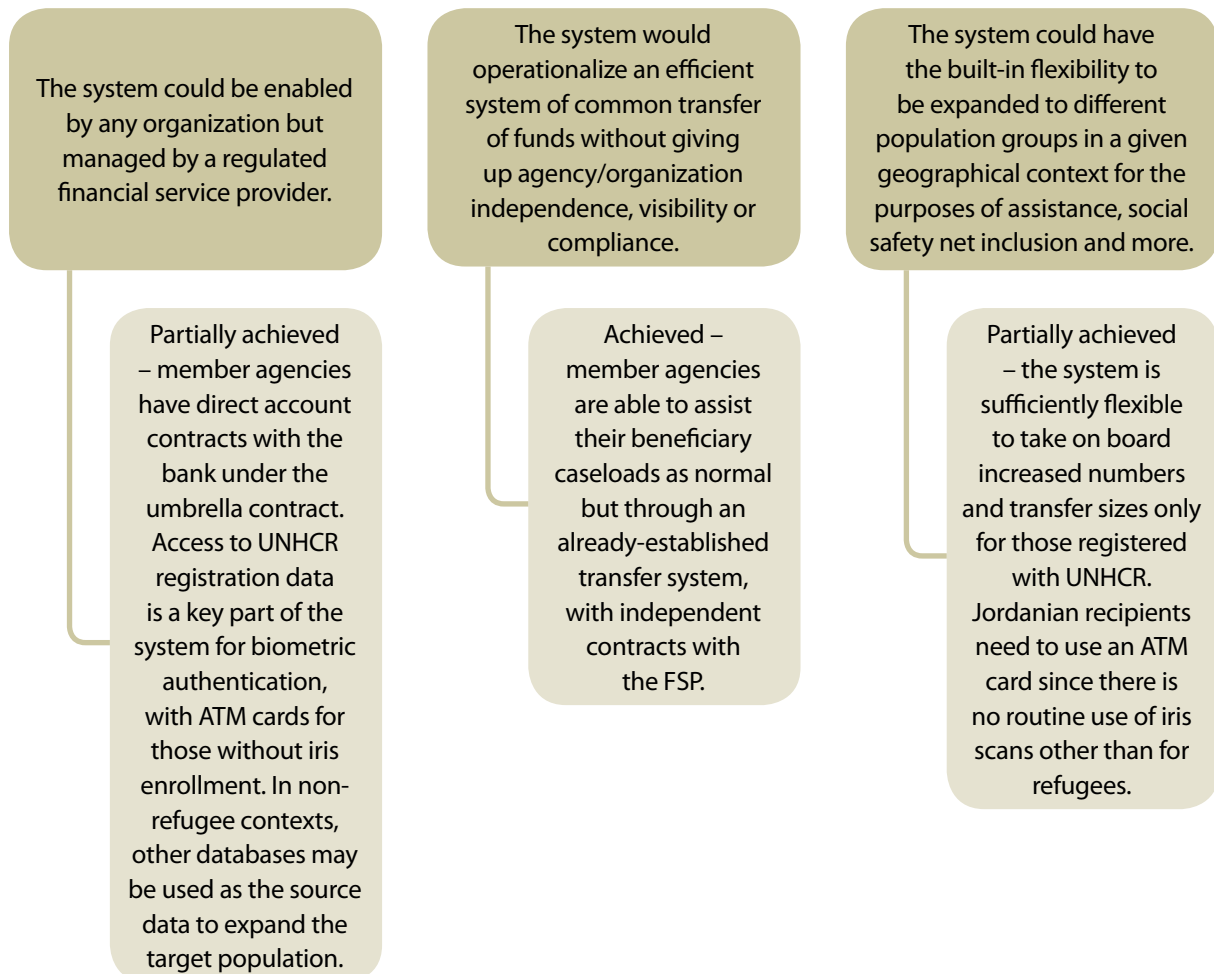 The system could be enabled
by any organization but
managed by a regulated
financial service provider.
Partially achieved
– member agencies
have direct account
contracts with the
bank under the
umbrella contract.
Access to UNHCR
registration data
is a key part of the
system for biometric
authentication,
with ATM cards for
those without iris
enrollment. In non-
refugee contexts,
other databases may
be used as the source
data to expand the
target population.
The system would
operationalize an efficient
system of common transfer
of funds without giving
up agency/organization
independence, visibility or
compliance.
Achieved –
member agencies
are able to assist
their beneficiary
caseloads as normal
but through an
already-established
transfer system,
with independent
contracts with
the FSP.
The system could have
the built-in flexibility to
be expanded to different
population groups in a given
geographical context for the
purposes of assistance, social
safety net inclusion and more.
Partially achieved
– the system is
sufficiently flexible
to take on board
increased numbers
and transfer sizes only
for those registered
with UNHCR.
Jordanian recipients
need to use an ATM
card since there is
no routine use of iris
scans other than for
refugees.